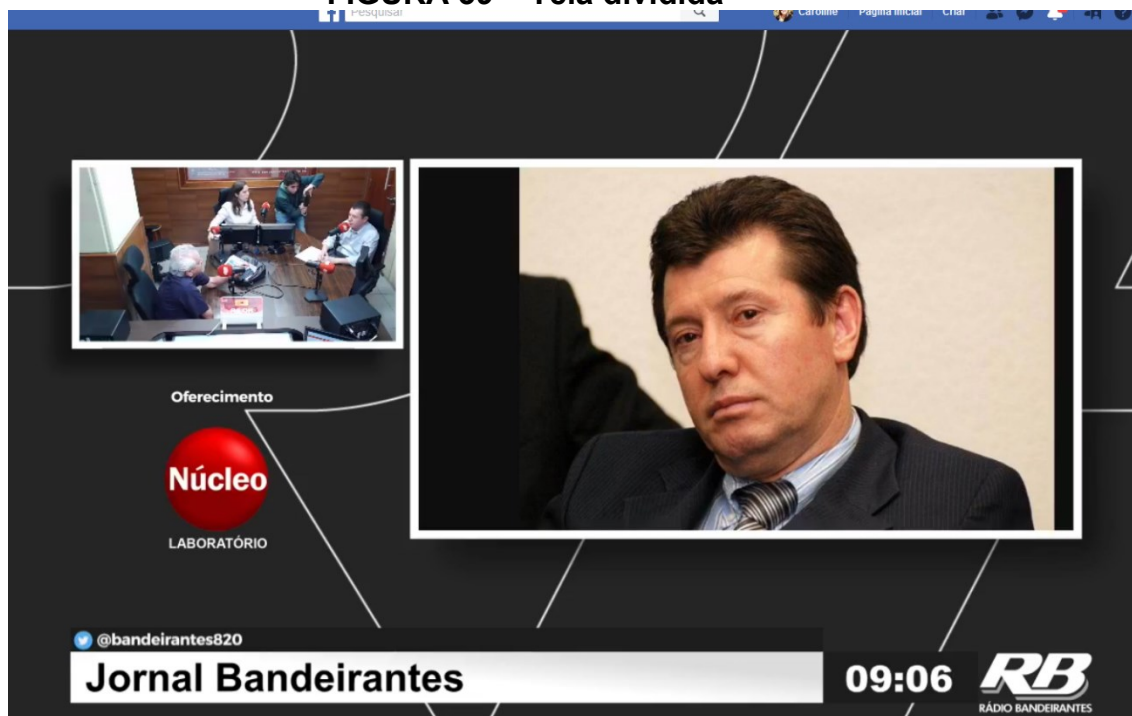 Pesquisar
Caroline Página inicial Criar
Oferecimento
Núcleo
LABORATÓRIO
@bandeirantes820
Jornal Bandeirantes
09:06
RB
RÁDIO BANDEIRANTES